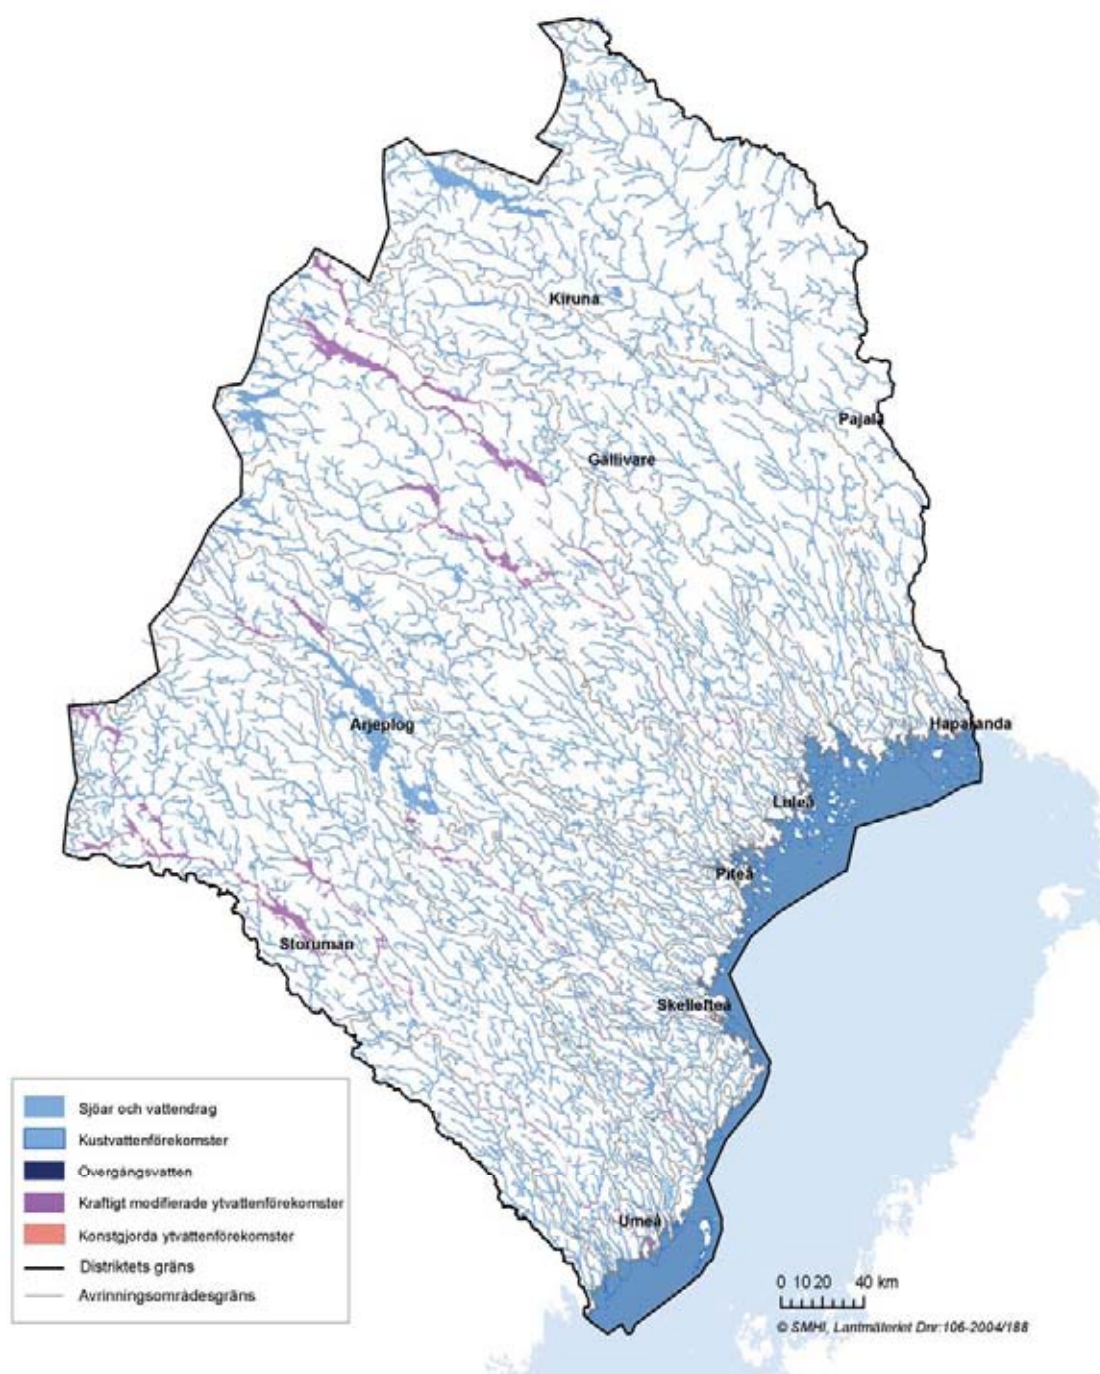 Kiruna
Pajala
Gällivare
Arjeplog
Haparanda
Luleå
Piteå
Storuman
Skellefteå
Umeå
Sjöar och vattendrag
Kustvattenförekomster
Övergångsvatten
Kraftigt modifierade ytvattenförekomster
Konstgjorda ytvattenförekomster
Distriktets gräns
Avrinningsområdesgräns
0 10 20 40 km
© SMHI, Lantmäteriet Dnr:106-2004/188